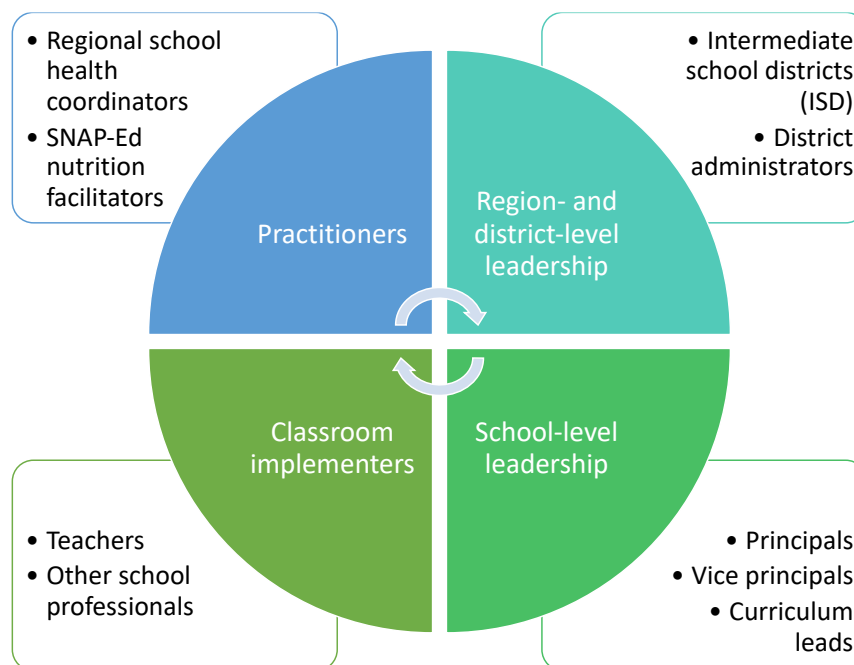 • Regional school
health
coordinators
• SNAP-Ed
nutrition
facilitators
• Intermediate
school districts
(ISD)
• District
administrators
Practitioners
Region- and
district-level
leadership
Classroom
implementers
School-level
leadership
• Teachers
• Other school
professionals
• Principals
• Vice principals
• Curriculum
leads